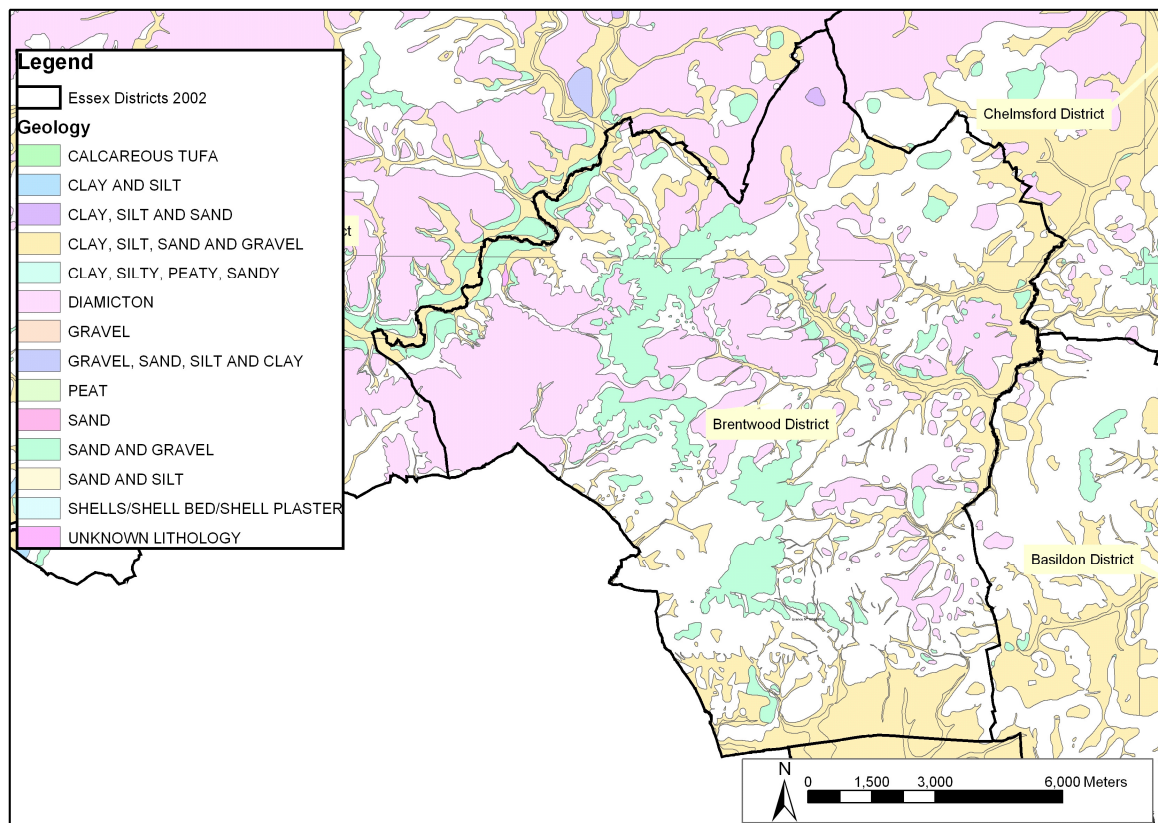 Legend
Essex Districts 2002
Geology
CALCAREOUS TUFA
CLAY AND SILT
CLAY, SILT AND SAND
CLAY, SILT, SAND AND GRAVEL
CLAY, SILTY, PEATY, SANDY
DIAMICTON
GRAVEL
GRAVEL, SAND, SILT AND CLAY
PEAT
SAND
SAND AND GRAVEL
SAND AND SILT
SHELLS/SHELL BED/SHELL PLASTER
UNKNOWN LITHOLOGY
Chelmsford District
ct
Brentwood District
Basildon District
N
0 1,500 3,000 6,000 Meters